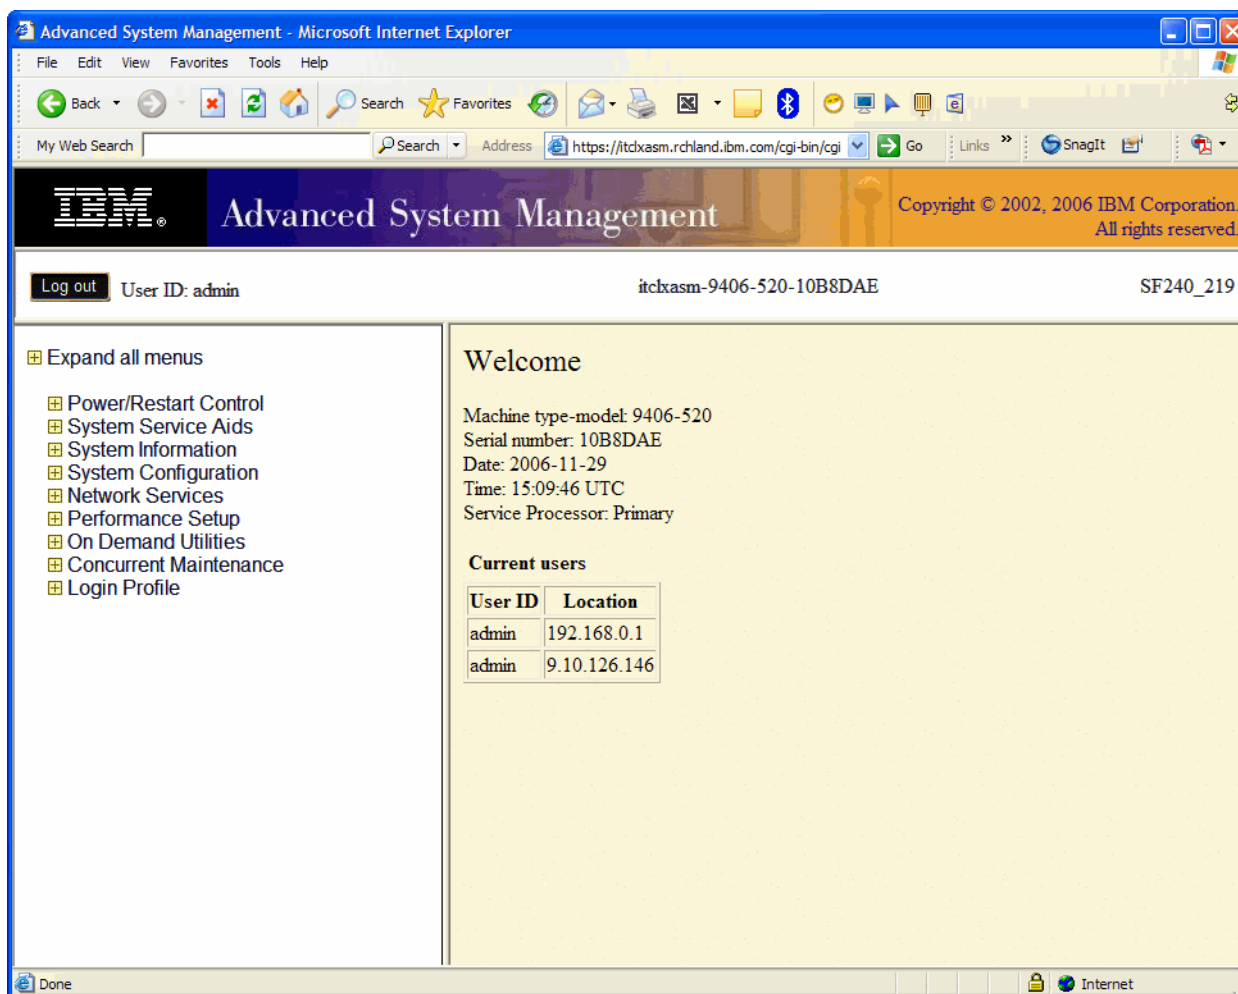 Advanced System Management - Microsoft Internet Explorer
File Edit View Favorites Tools Help
Back Search Favorites
My Web Search Search Address https://itclxasm.rchland.ibm.com/cgi-bin/cgi Go Links » SnagIt
IBM® Advanced System Management Copyright © 2002, 2006 IBM Corporation.
All rights reserved.
Log out User ID: admin itclxasm-9406-520-10B8DAE SF240_219
Expand all menus
Power/Restart Control
System Service Aids
System Information
System Configuration
Network Services
Performance Setup
On Demand Utilities
Concurrent Maintenance
Login Profile
Welcome
Machine type-model: 9406-520
Serial number: 10B8DAE
Date: 2006-11-29
Time: 15:09:46 UTC
Service Processor: Primary
Current users
User ID Location
admin 192.168.0.1
admin 9.10.126.146
Done Internet